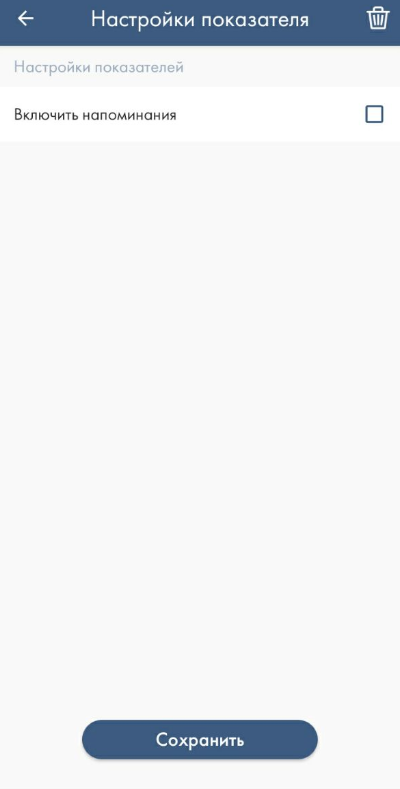 Настройки показателя
Настройки показателей
Включить напоминания
Сохранить